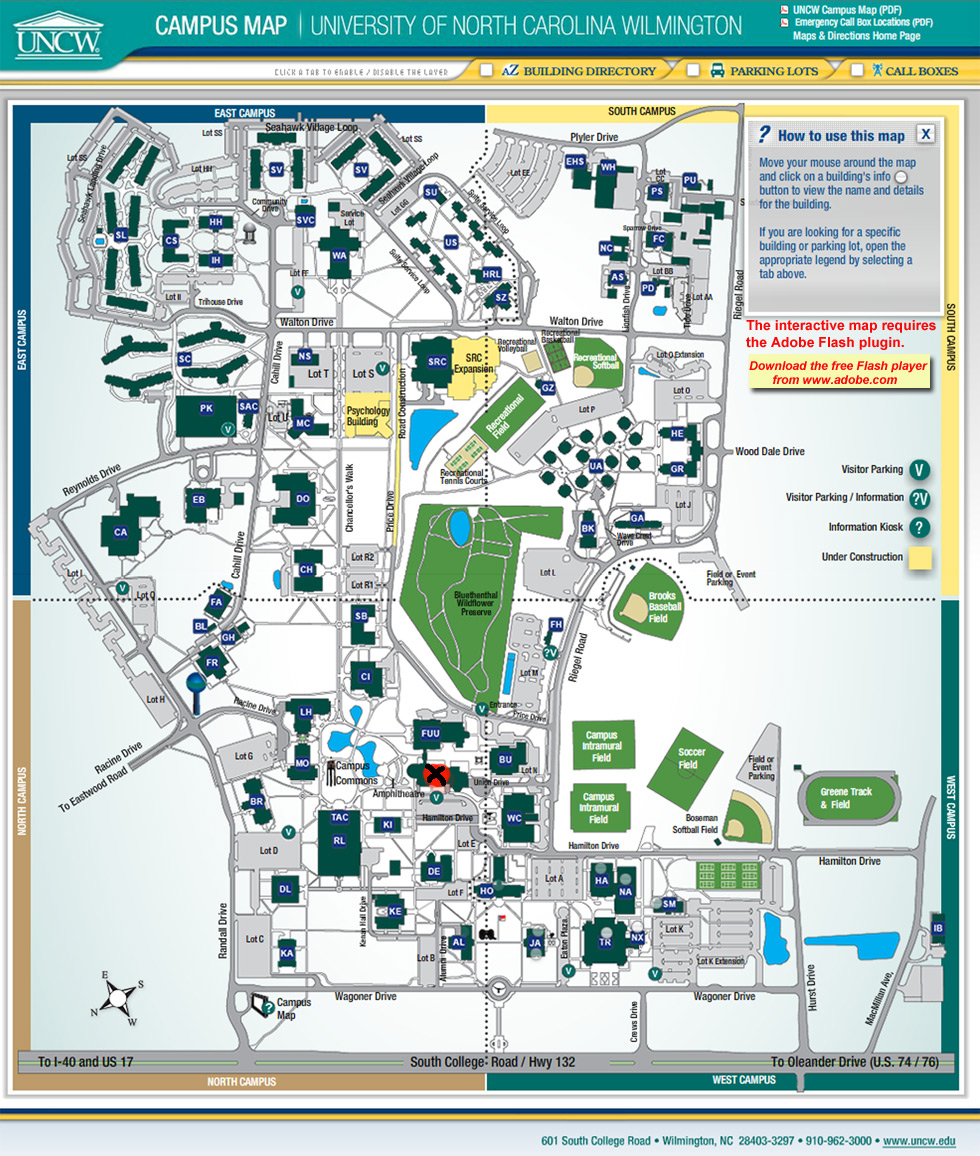 UNCW
CAMPUS MAP | UNIVERSITY OF NORTH CAROLINA WILMINGTON
UNCW Campus Map (PDF)
Emergency Call Box Locations (PDF)
Maps & Directions Home Page
CLICK A TAB TO ENABLE / DISABLE THE LAYER
AZ BUILDING DIRECTORY
PARKING LOTS
CALL BOXES
EAST CAMPUS
SOUTH CAMPUS
? How to use this map X
Move your mouse around the map
and click on a building's info
button to view the name and details
for the building.
If you are looking for a specific
building or parking lot, open the
appropriate legend by selecting a
tab above.
The interactive map requires
the Adobe Flash plugin.
Download the free Flash player
from www.adobe.com
Visitor Parking V
Visitor Parking / Information ?V
Information Kiosk ?
Under Construction
EAST CAMPUS
SOUTH CAMPUS
NORTH CAMPUS
WEST CAMPUS
Lot SS
Seahawk Village Loop
Lot SS
Lot SS
Seahawk Landing Drive
Lot HH
SV
SV
Seahawk Village Loop
Community
Drive
SVC
Service
Lot
WA
Lot GG
SU
Suite Service Loop
US
HRL
SZ
Suite Service Loop
SL
CS
HH
IH
Lot II
Trihouse Drive
Lot FF
V
Walton Drive
Plyler Drive
Lot EE
EHS
WH
Lot
CC
PS
PU
Sparrow Drive
NC
FC
AS
Lot BB
PD
Lot AA
Lionfish Drive
Riegel Road
Walton Drive
SC
PK
V
SAC
Cahill Drive
NS
Lot T
Lot S
V
Lot U
MC
Psychology
Building
Road Construction
SRC
SRC
Expansion
Recreational
Volleyball
Recreational
Basketball
Recreational
Softball
GZ
Recreational
Field
Lot P
Recreational
Tennis Courts
Lot O Extension
Lot O
HE
GR
Wood Dale Drive
UA
Lot J
BK
GA
Wave Crest
Drive
Reynolds Drive
EB
DO
Chancellor's Walk
Price Drive
CA
Cahill Drive
CH
Lot R2
Lot R1
Lot I
V
Lot Q
FA
BL
GH
FR
SB
CI
Bluethenthal
Wildflower
Preserve
Lot L
Field or Event
Parking
Brooks
Baseball
Field
FH
?V
Lot M
Riegel Road
Lot H
Racine Drive
LH
V
Entrance
Price Drive
Racine Drive
To Eastwood Road
Lot G
MO
Campus
Commons
Amphitheatre
FUU
BU
Lot N
Union Drive
V
Hamilton Drive
WC
Campus
Intramural
Field
Soccer
Field
Field or
Event
Parking
Campus
Intramural
Field
Boseman
Softball Field
Greene Track
& Field
BR
V
TAC
RL
KI
Lot E
Hamilton Drive
Hamilton Drive
Lot D
DE
Lot F
HO
Lot A
HA
NA
DL
KE
SM
Randall Drive
Lot C
KA
Kenan Hall Drive
Lot B
Alumni Drive
AL
JA
Eaton Plaza
V
TR
NX
Lot K
V
Lot K Extension
IB
Hurst Drive
MacMillan Ave.
E
S
N
W
?
Campus
Map
Wagoner Drive
Crews Drive
Wagoner Drive
To I-40 and US 17
South College Road / Hwy 132
To Oleander Drive (U.S. 74 / 76)
NORTH CAMPUS
WEST CAMPUS
601 South College Road • Wilmington, NC 28403-3297 • 910-962-3000 • www.uncw.edu